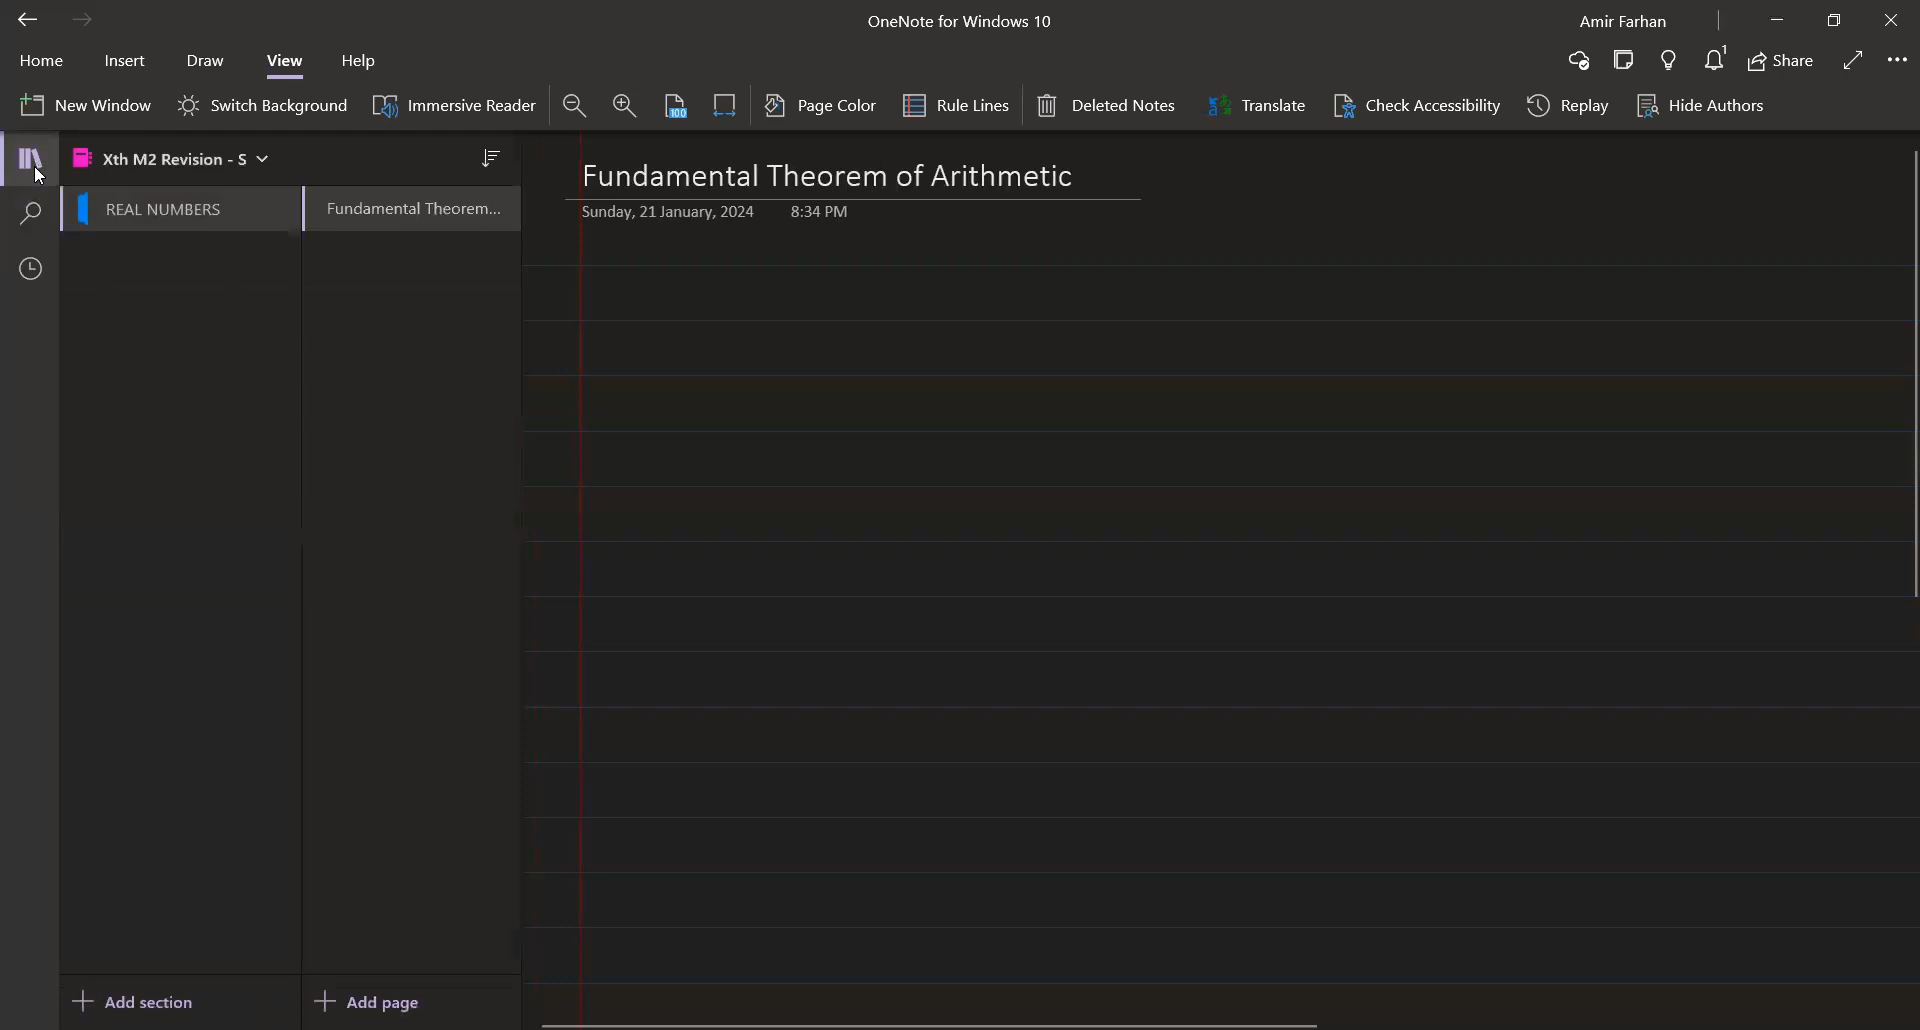 OneNote for Windows 10
Amir Farhan
Home Insert Draw View Help
1
Share
New Window Switch Background Immersive Reader 100 Page Color Rule Lines Deleted Notes Translate Check Accessibility Replay Hide Authors
Xth M2 Revision - S
Fundamental Theorem of Arithmetic
REAL NUMBERS
Fundamental Theorem...
Sunday, 21 January, 2024 8:34 PM
Add section
Add page